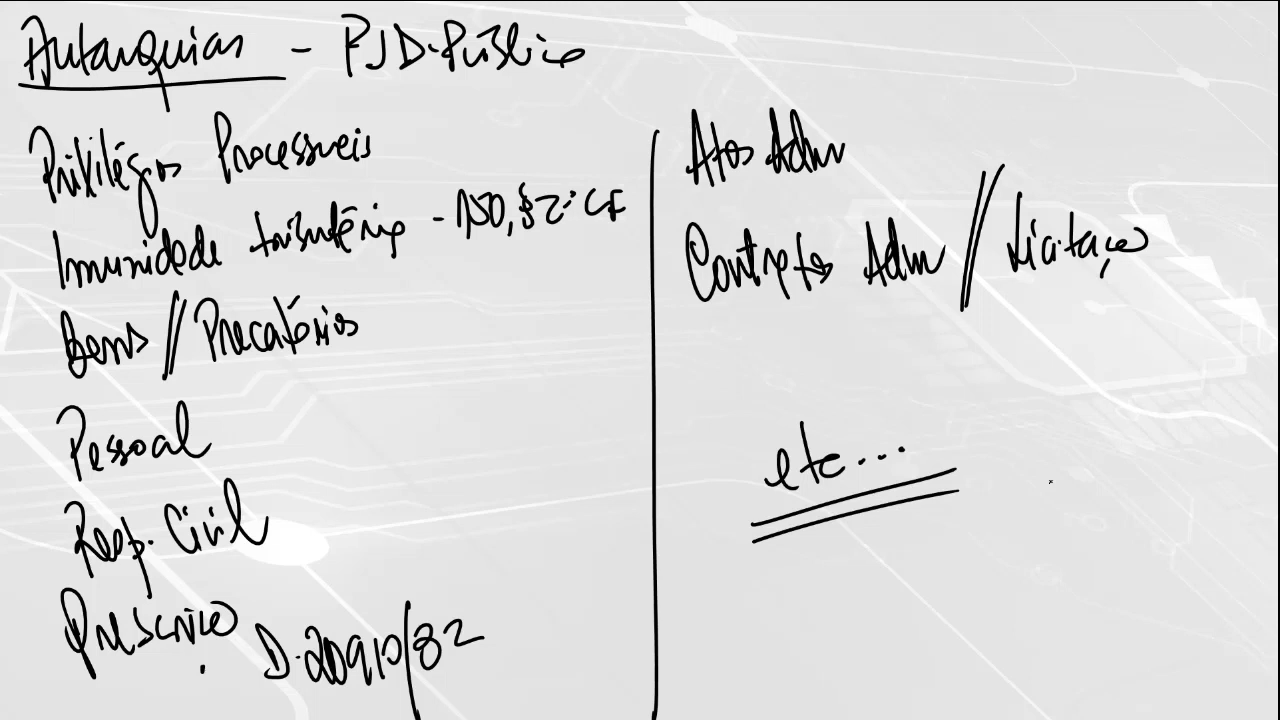 Autarquias - PJD.Público
Privilégios Processuais
Imunidade tributária - 150, § 2º CF
Bens // Precatórios
Pessoal
Resp. Civil
Prescrição D. 20910/32
Atos Adm
Contratos Adm // Licitação
etc...